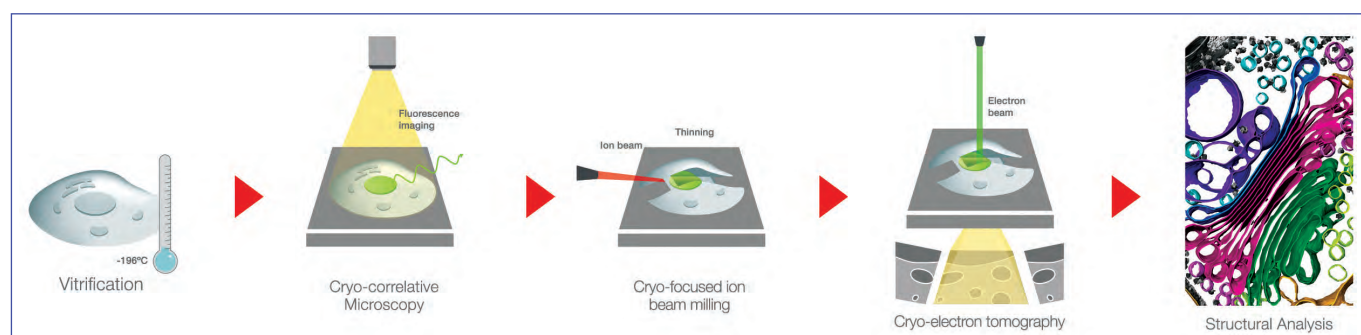 -196ºC
Vitrification
Fluorescence
imaging
Cryo-correlative
Microscopy
Ion beam
Thinning
Cryo-focused ion
beam milling
Electron
beam
Cryo-electron tomography
Structural Analysis